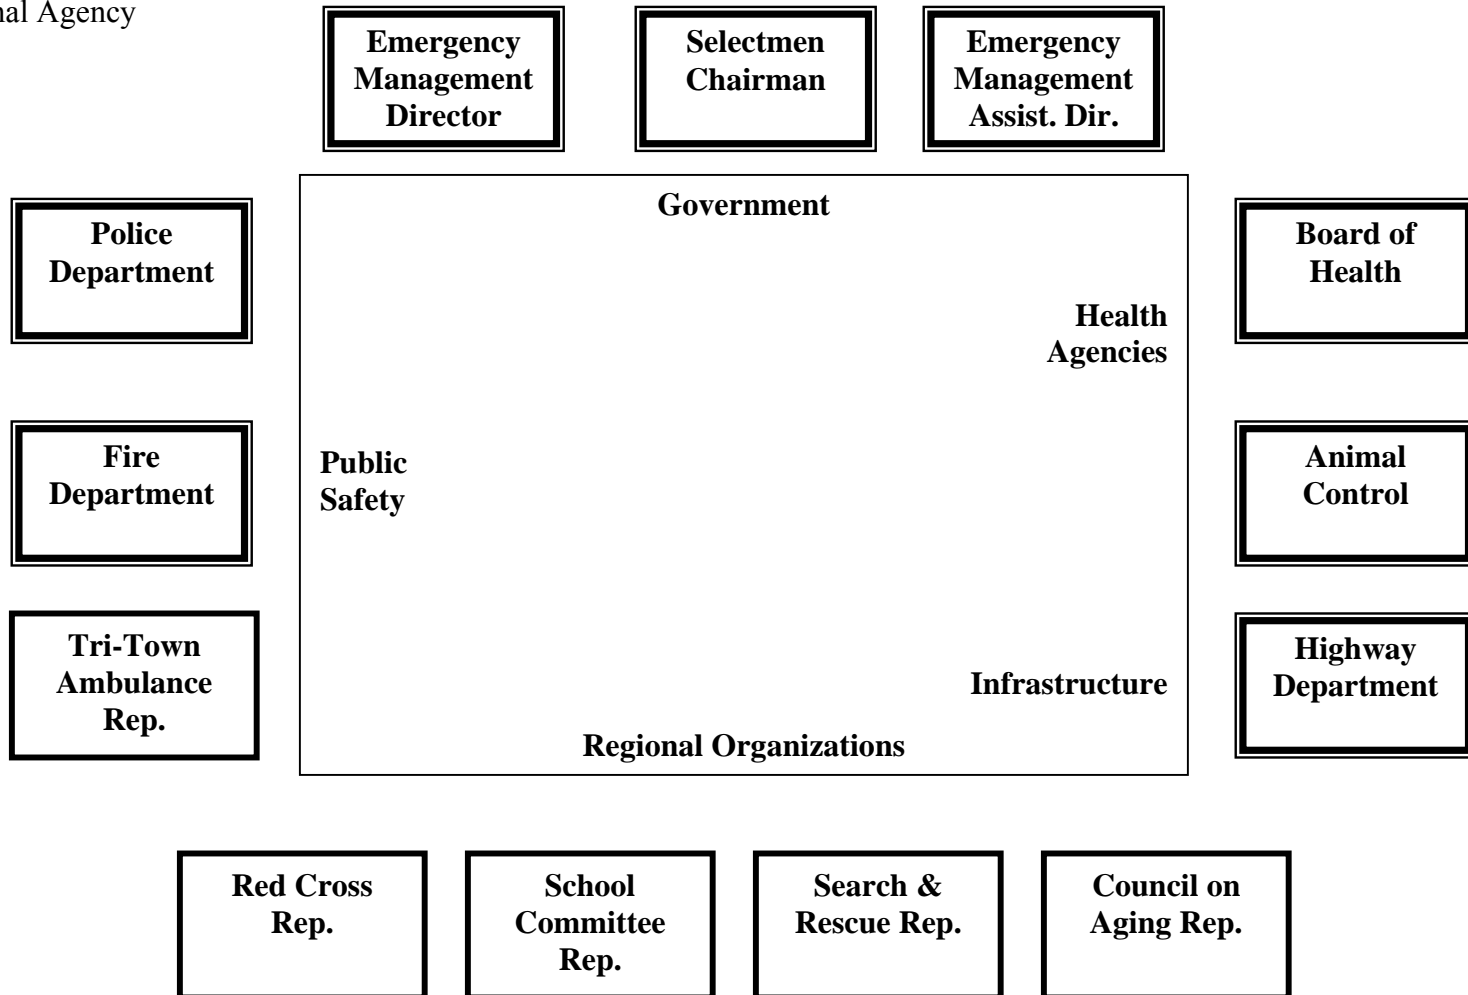 Agency
Emergency
Management
Director
Selectmen
Chairman
Emergency
Management
Assist. Dir.
Government
Police
Department
Board of
Health
Health
Agencies
Fire
Department
Public
Safety
Animal
Control
Tri-Town
Ambulance
Rep.
Infrastructure
Highway
Department
Regional Organizations
Red Cross
Rep.
School
Committee
Rep.
Search &
Rescue Rep.
Council on
Aging Rep.